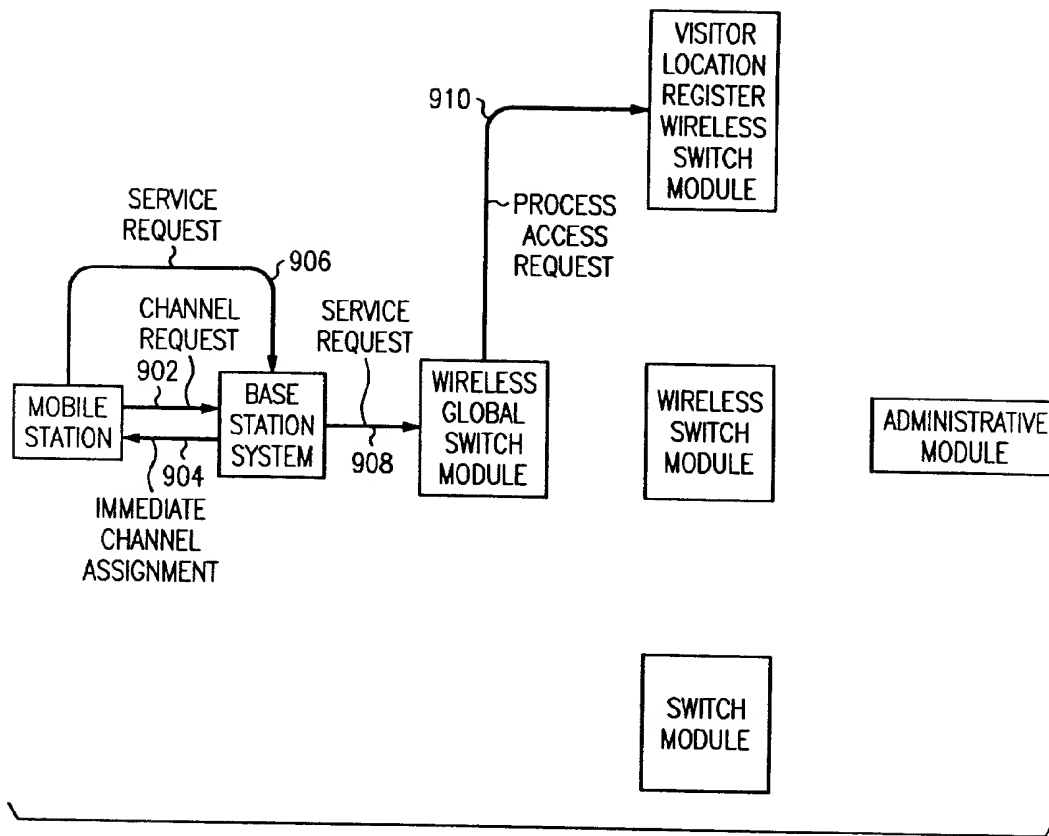 VISITOR
LOCATION
REGISTER
WIRELESS
SWITCH
MODULE
910
PROCESS
ACCESS
REQUEST
SERVICE
REQUEST
906
CHANNEL
REQUEST
902
SERVICE
REQUEST
MOBILE
STATION
BASE
STATION
SYSTEM
904
908
WIRELESS
GLOBAL
SWITCH
MODULE
WIRELESS
SWITCH
MODULE
ADMINISTRATIVE
MODULE
IMMEDIATE
CHANNEL
ASSIGNMENT
SWITCH
MODULE